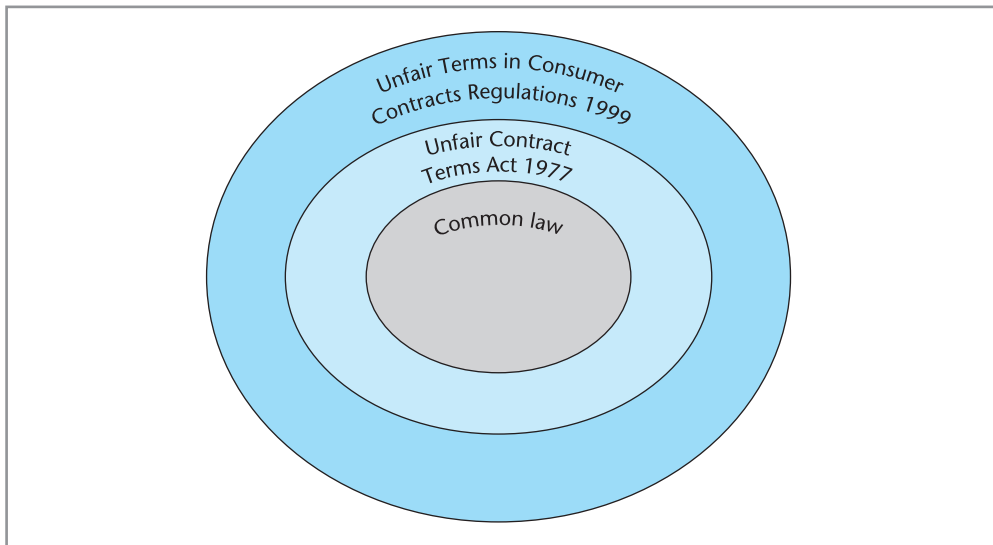 Unfair Terms in Consumer
Contracts Regulations 1999
Unfair Contract
Terms Act 1977
Common law